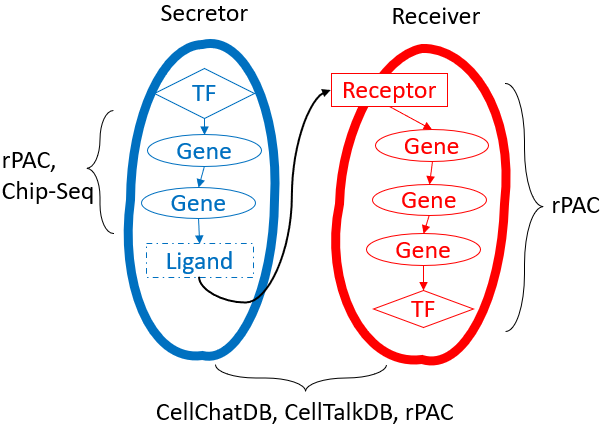 Secretor
Receiver
TF
Gene
Gene
Ligand
rPAC,
Chip-Seq
Receptor
Gene
Gene
Gene
TF
rPAC
CellChatDB, CellTalkDB, rPAC